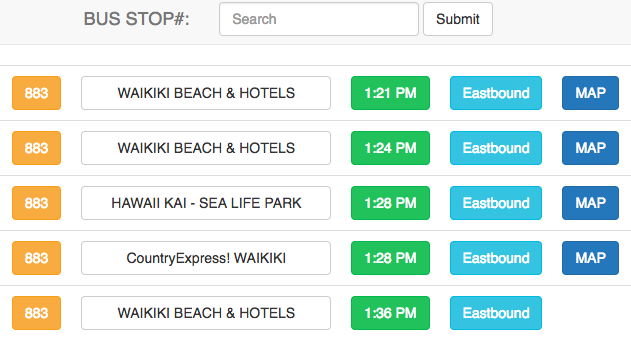 BUS STOP#: Search Submit
883 WAIKIKI BEACH & HOTELS 1:21 PM Eastbound MAP
883 WAIKIKI BEACH & HOTELS 1:24 PM Eastbound MAP
883 HAWAII KAI - SEA LIFE PARK 1:28 PM Eastbound MAP
883 CountryExpress! WAIKIKI 1:28 PM Eastbound MAP
883 WAIKIKI BEACH & HOTELS 1:36 PM Eastbound